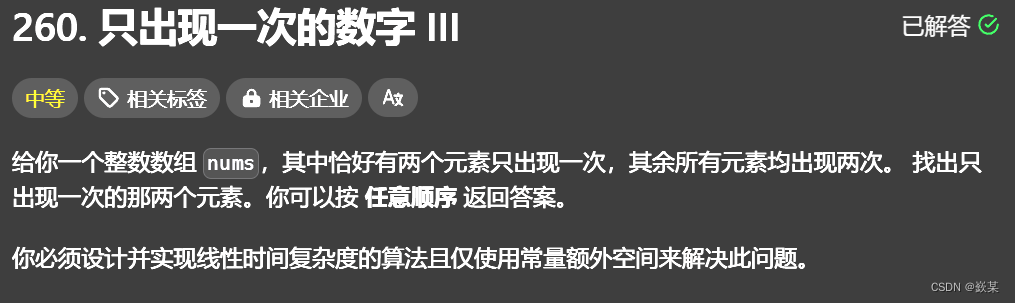 260. 只出现一次的数字 III 已解答
中等 相关标签 相关企业
给你一个整数数组 nums，其中恰好有两个元素只出现一次，其余所有元素均出现两次。 找出只
出现一次的那两个元素。你可以按 任意顺序 返回答案。
你必须设计并实现线性时间复杂度的算法且仅使用常量额外空间来解决此问题。
CSDN @嵚某